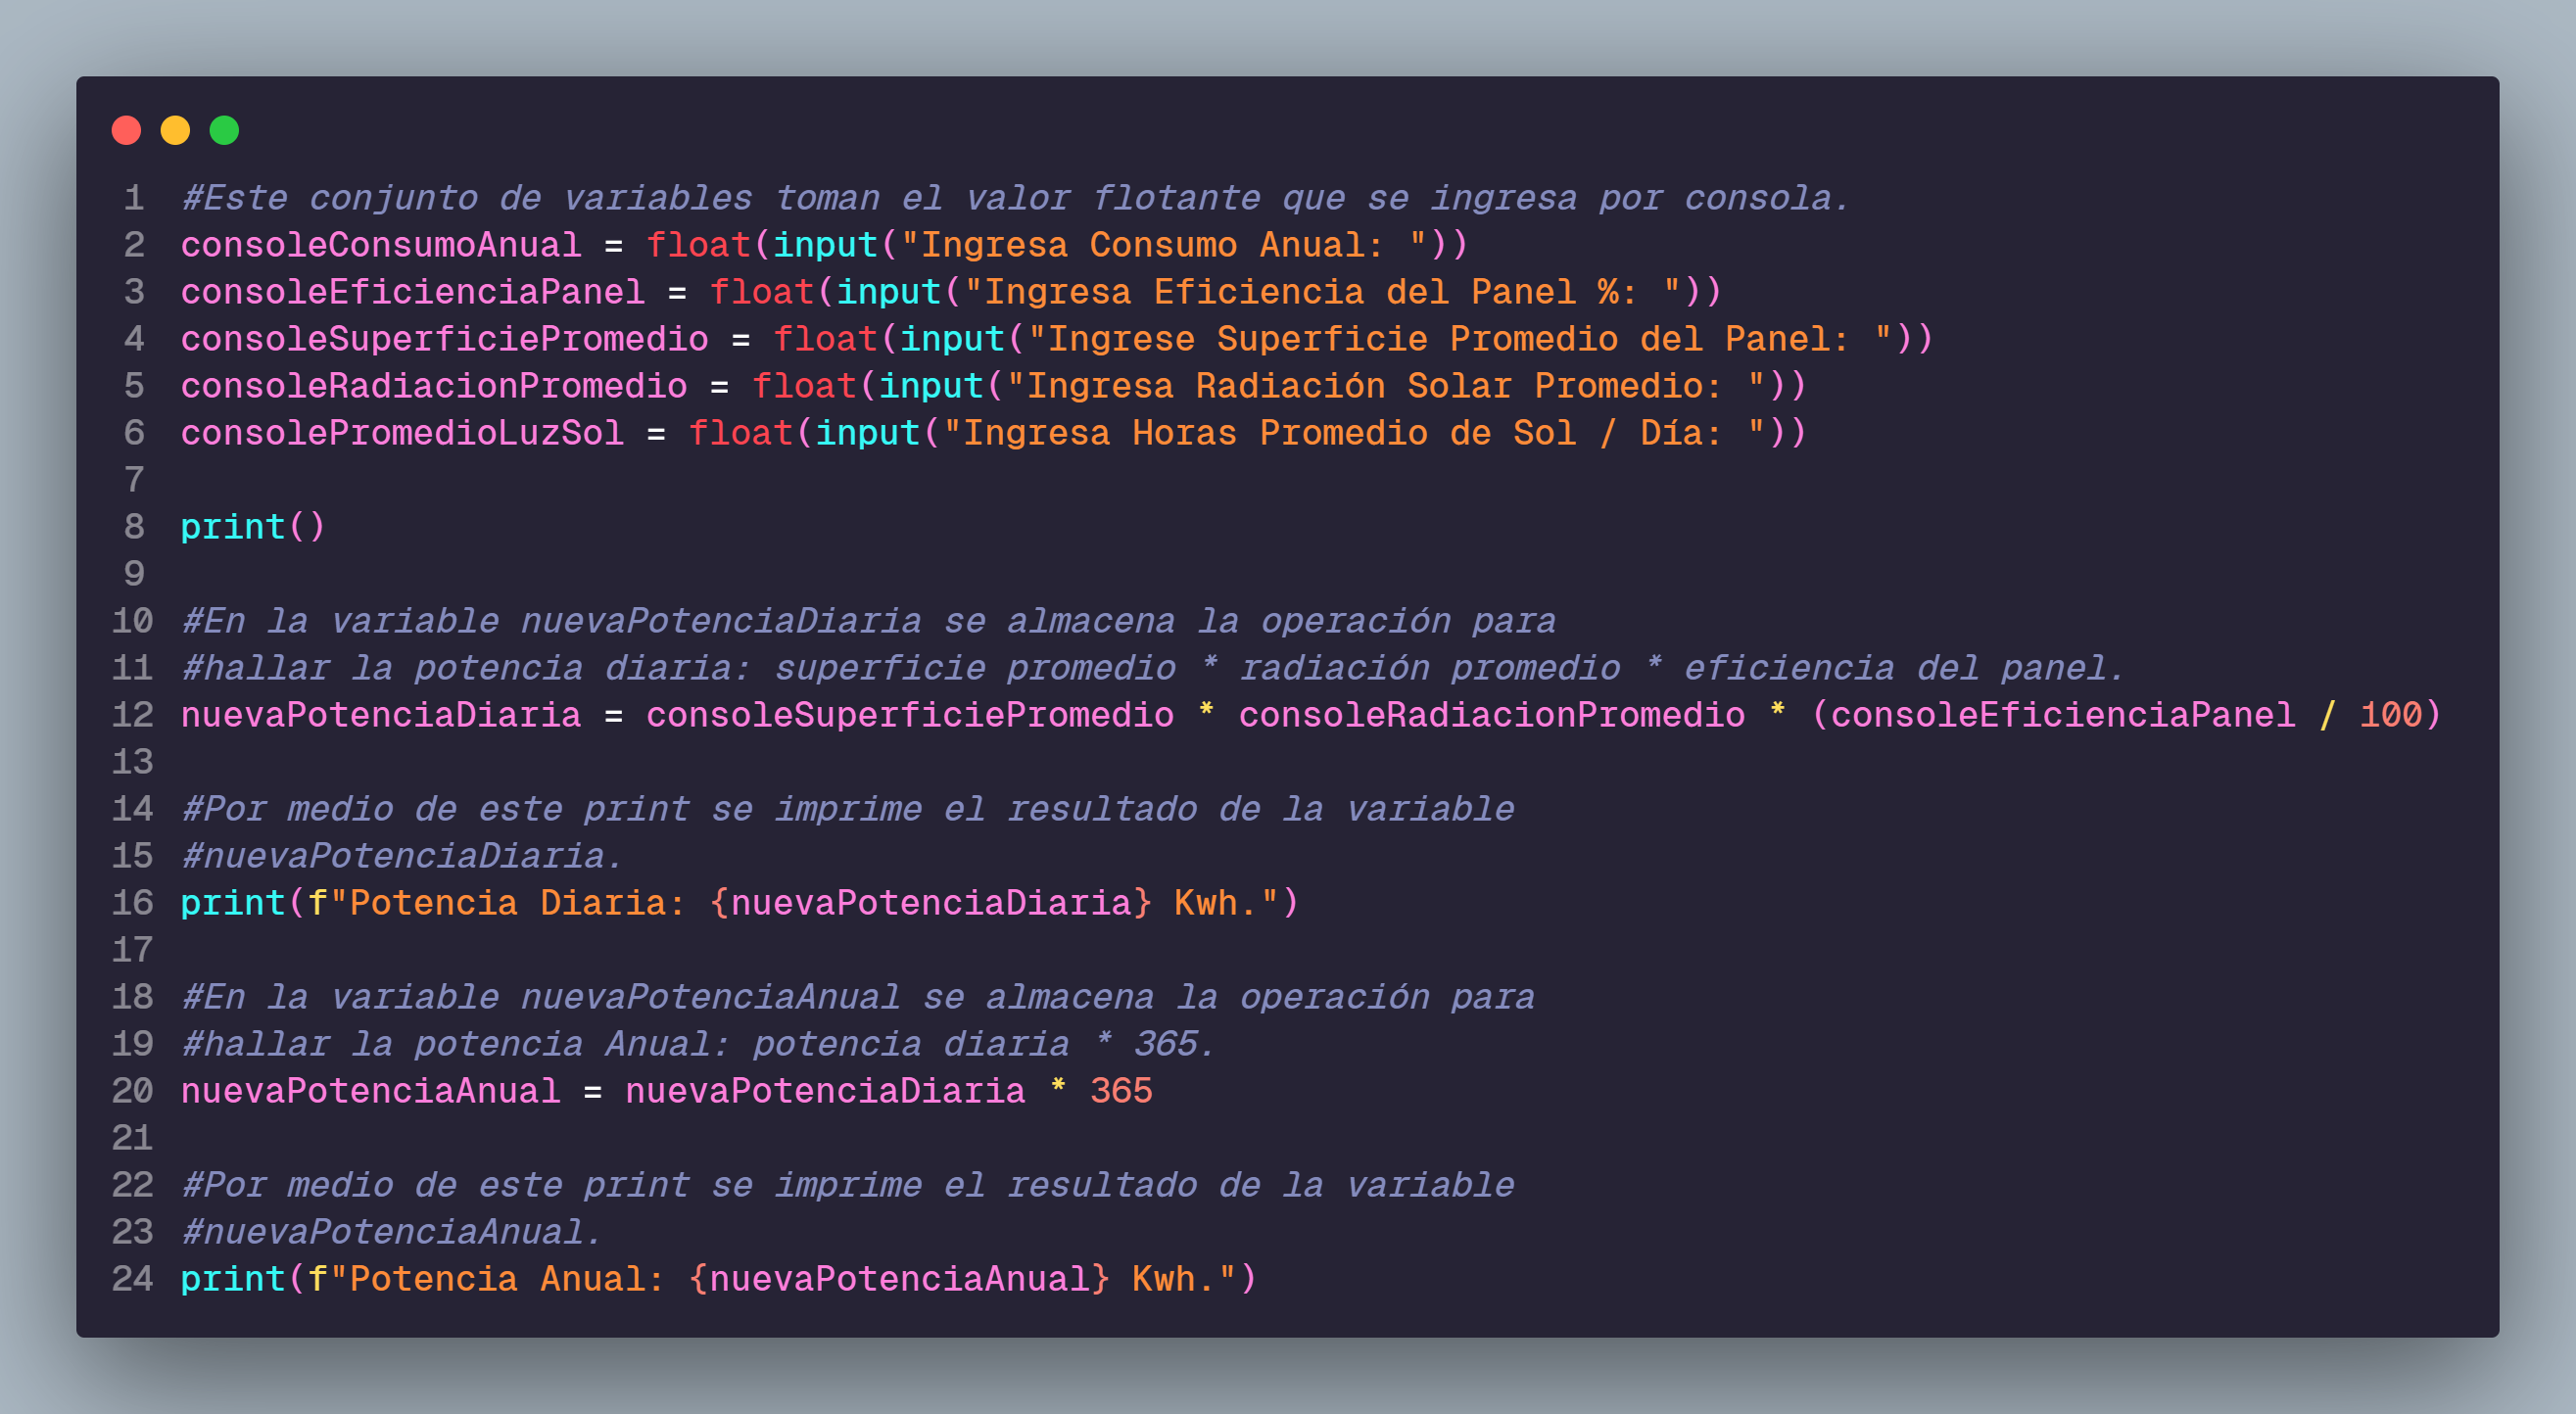 1 #Este conjunto de variables toman el valor flotante que se ingresa por consola.
2 consoleConsumoAnual = float(input("Ingresa Consumo Anual: "))
3 consoleEficienciaPanel = float(input("Ingresa Eficiencia del Panel %: "))
4 consoleSuperficiePromedio = float(input("Ingrese Superficie Promedio del Panel: "))
5 consoleRadiacionPromedio = float(input("Ingresa Radiación Solar Promedio: "))
6 consolePromedioLuzSol = float(input("Ingresa Horas Promedio de Sol / Día: "))
7
8 print()
9
10 #En la variable nuevaPotenciaDiaria se almacena la operación para
11 #hallar la potencia diaria: superficie promedio * radiación promedio * eficiencia del panel.
12 nuevaPotenciaDiaria = consoleSuperficiePromedio * consoleRadiacionPromedio * (consoleEficienciaPanel / 100)
13
14 #Por medio de este print se imprime el resultado de la variable
15 #nuevaPotenciaDiaria.
16 print(f"Potencia Diaria: {nuevaPotenciaDiaria} Kwh.")
17
18 #En la variable nuevaPotenciaAnual se almacena la operación para
19 #hallar la potencia Anual: potencia diaria * 365.
20 nuevaPotenciaAnual = nuevaPotenciaDiaria * 365
21
22 #Por medio de este print se imprime el resultado de la variable
23 #nuevaPotenciaAnual.
24 print(f"Potencia Anual: {nuevaPotenciaAnual} Kwh.")